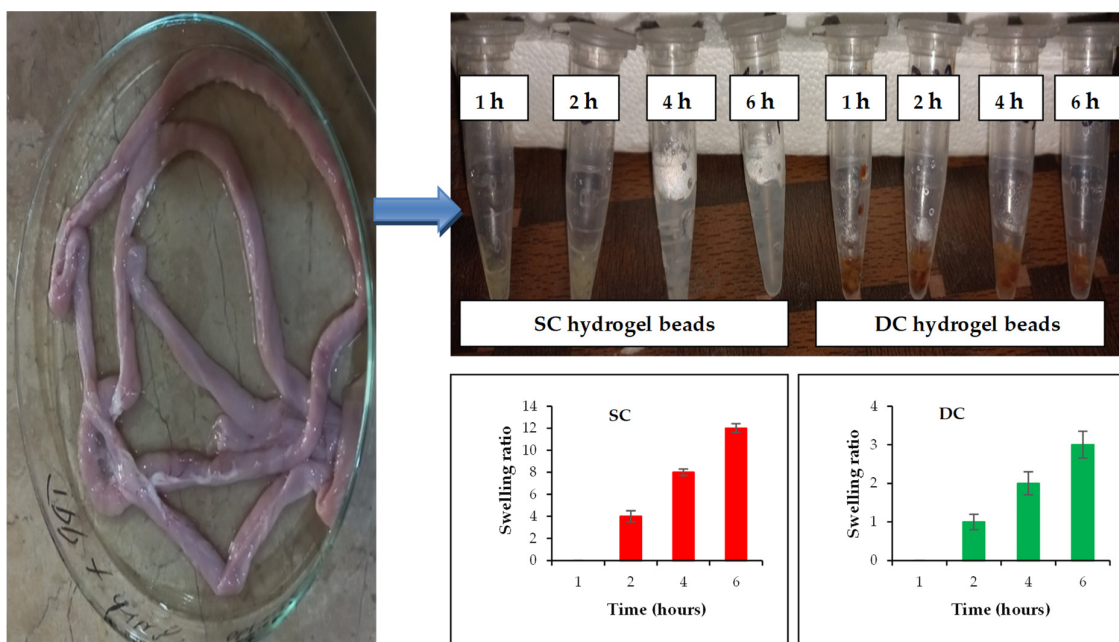 1 h 2 h 4 h 6 h 1 h 2 h 4 h 6 h
SC hydrogel beads DC hydrogel beads
SC
Swelling ratio
14
12
10
8
6
4
2
0
1 2 4 6
Time (hours)
DC
Swelling ratio
4
3
2
1
0
1 2 4 6
Time (hours)